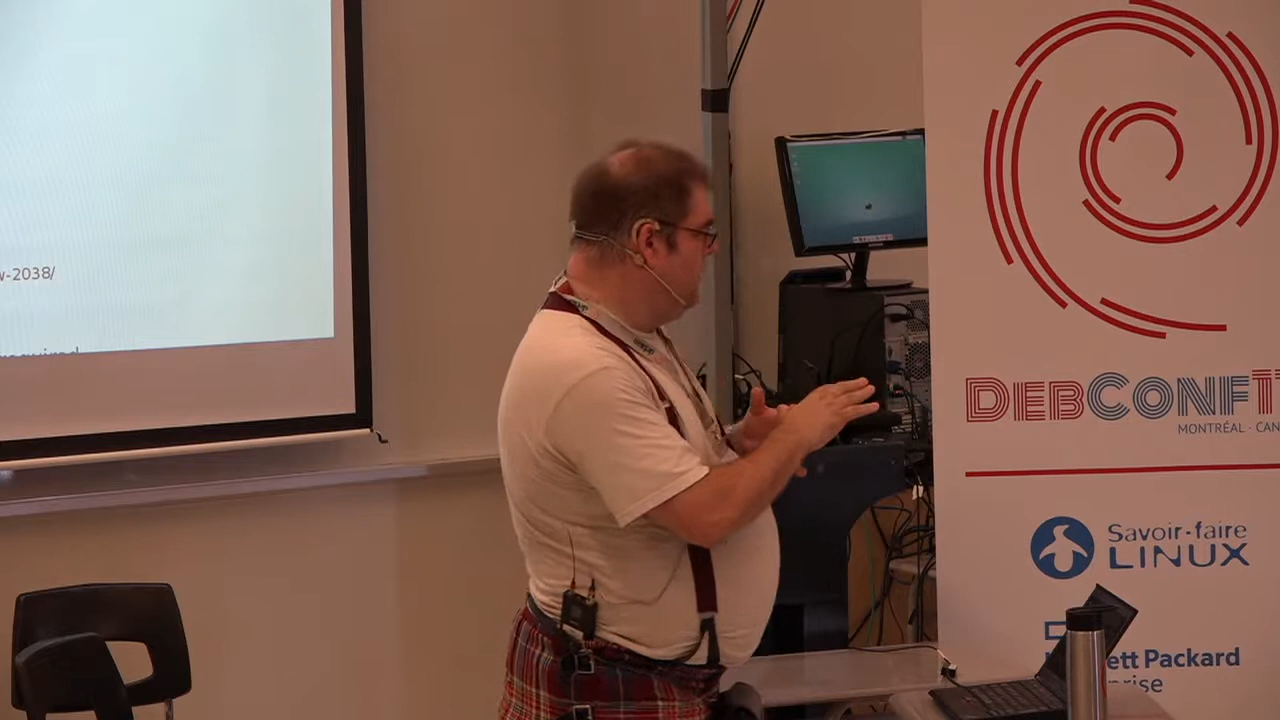 w-2038/
DEBCONF
MONTRÉAL - CAN
Savoir-faire
LINUX
ett Packard
rise